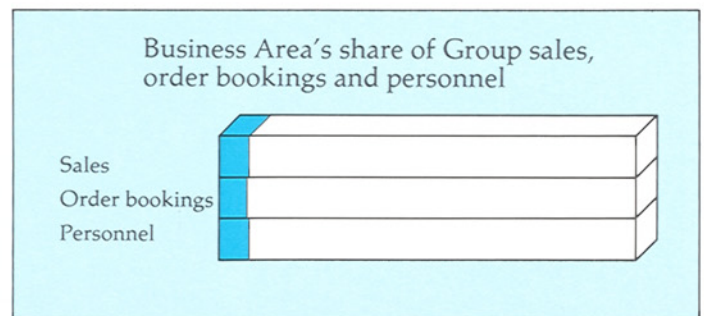 Business Area's share of Group sales,
order bookings and personnel
Sales
Order bookings
Personnel